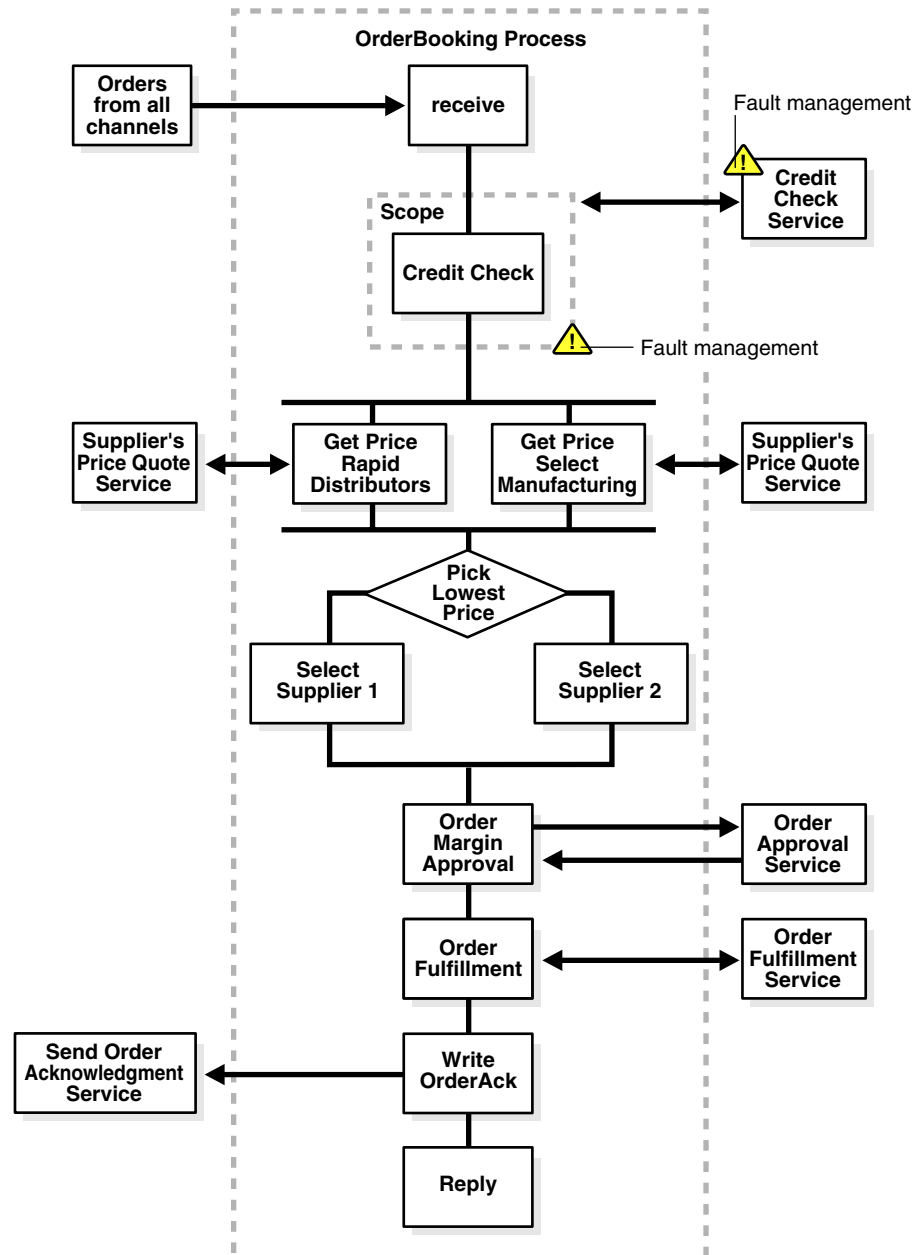 OrderBooking Process
Orders
from all
channels
receive
Fault management
Credit
Check
Service
Scope
Credit Check
Fault management
Supplier's
Price Quote
Service
Get Price
Rapid
Distributors
Get Price
Select
Manufacturing
Supplier's
Price Quote
Service
Pick
Lowest
Price
Select
Supplier 1
Select
Supplier 2
Order
Margin
Approval
Order
Approval
Service
Order
Fulfillment
Order
Fulfillment
Service
Send Order
Acknowledgment
Service
Write
OrderAck
Reply